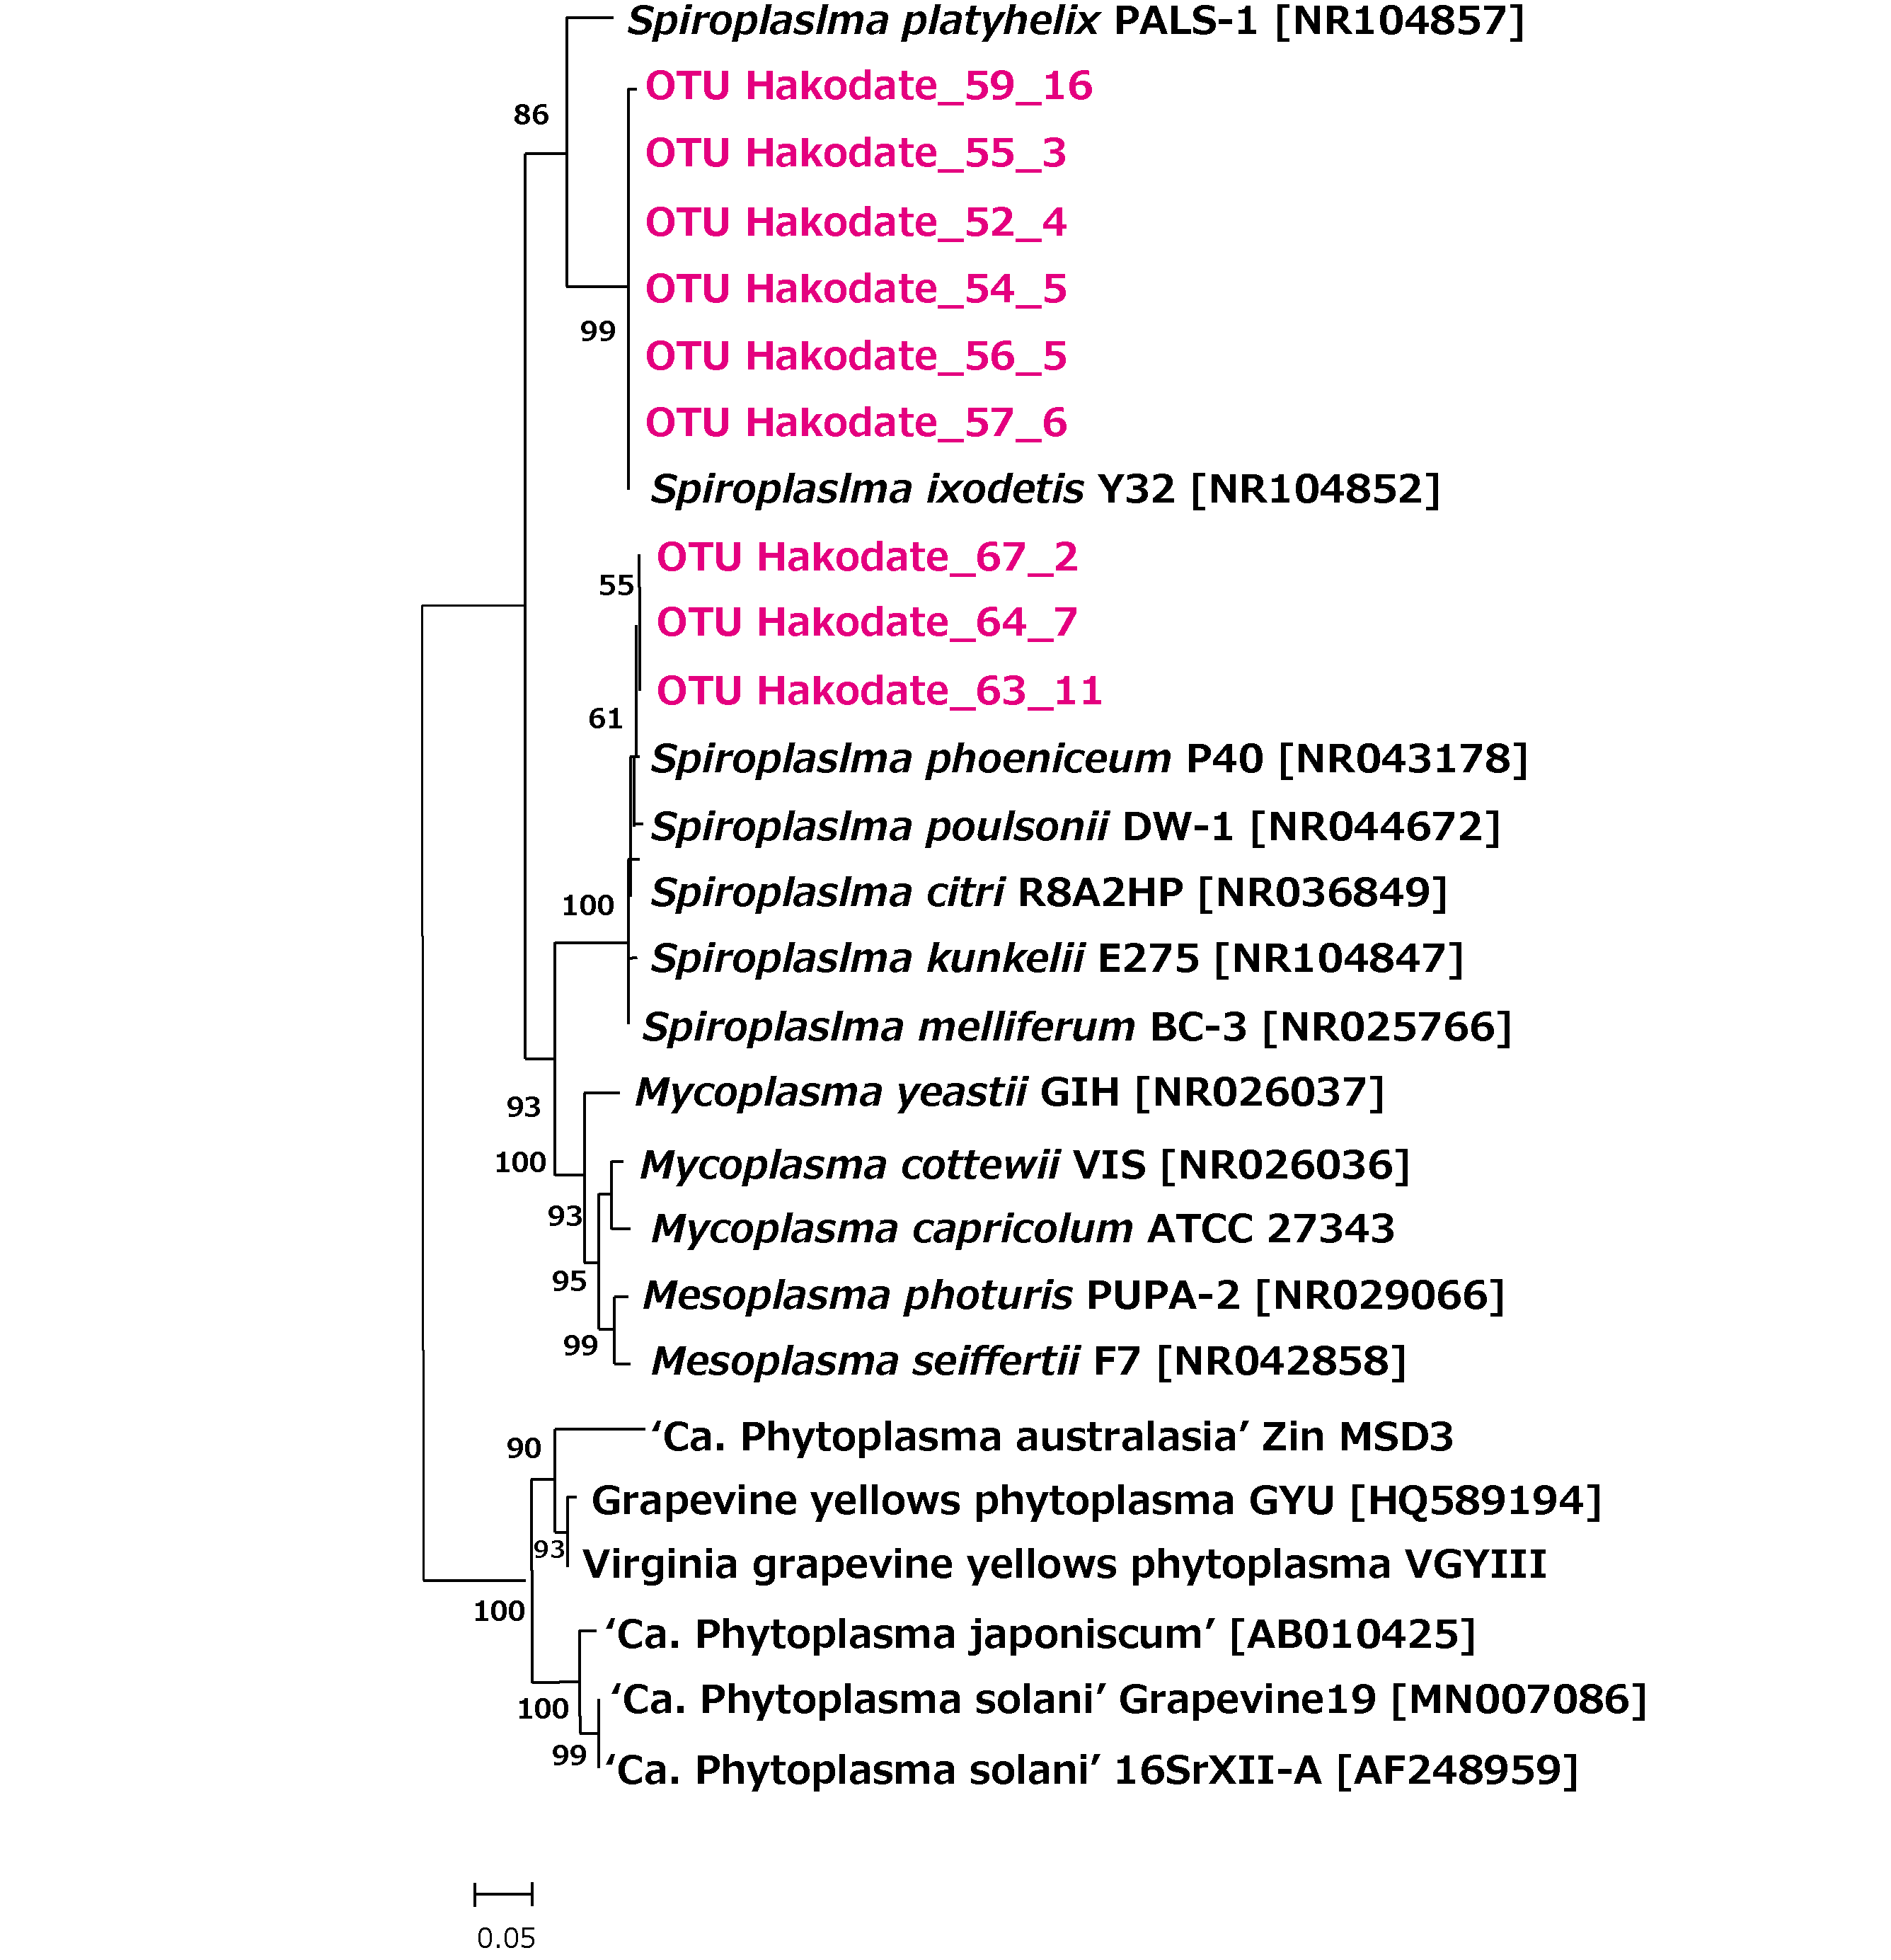 Spiroplaslma platyhelix PALS-1 [NR104857]
OTU Hakodate_59_16
86
OTU Hakodate_55_3
OTU Hakodate_52_4
OTU Hakodate_54_5
99
OTU Hakodate_56_5
OTU Hakodate_57_6
Spiroplaslma ixodetis Y32 [NR104852]
OTU Hakodate_67_2
55
OTU Hakodate_64_7
OTU Hakodate_63_11
61
Spiroplaslma phoeniceum P40 [NR043178]
Spiroplaslma poulsonii DW-1 [NR044672]
Spiroplaslma citri R8A2HP [NR036849]
100
Spiroplaslma kunkelii E275 [NR104847]
Spiroplaslma melliferum BC-3 [NR025766]
Mycoplasma yeastii GIH [NR026037]
93
100
Mycoplasma cottewii VIS [NR026036]
93
Mycoplasma capricolum ATCC 27343
95
Mesoplasma photuris PUPA-2 [NR029066]
99
Mesoplasma seiffertii F7 [NR042858]
90
‘Ca. Phytoplasma australasia’ Zin MSD3
Grapevine yellows phytoplasma GYU [HQ589194]
93
Virginia grapevine yellows phytoplasma VGYIII
100
‘Ca. Phytoplasma japoniscum’ [AB010425]
‘Ca. Phytoplasma solani’ Grapevine19 [MN007086]
100
99
‘Ca. Phytoplasma solani’ 16SrXII-A [AF248959]
0.05